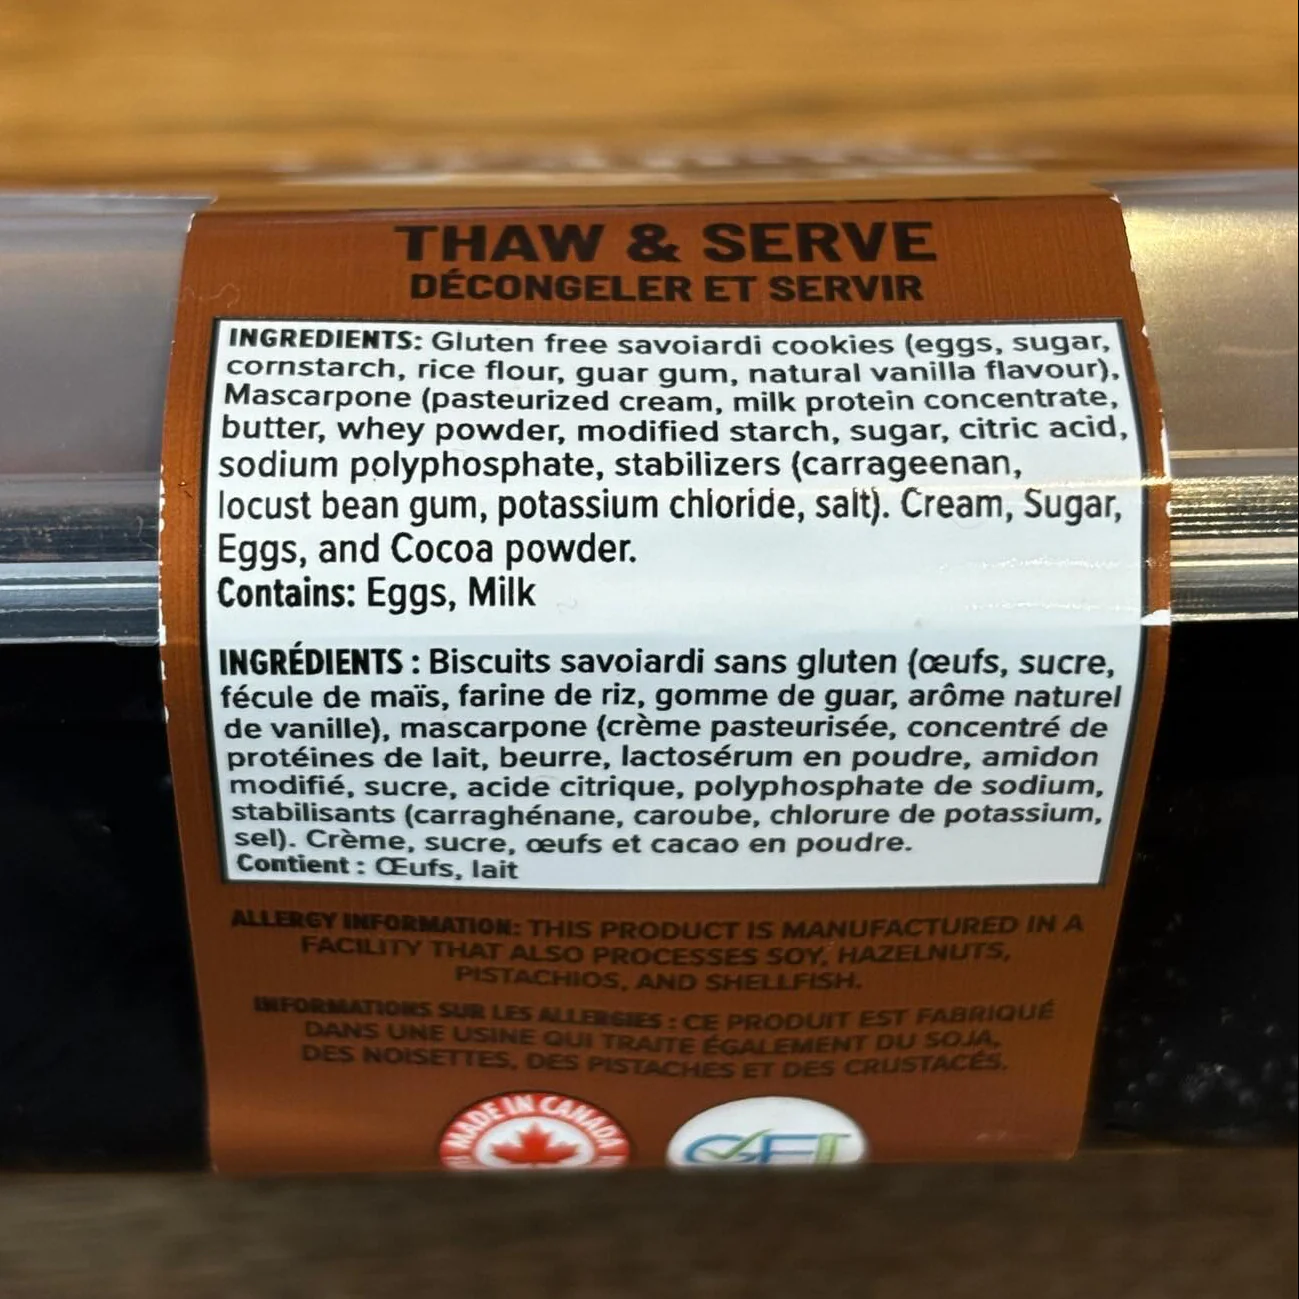 THAW & SERVE
DÉCONGELER ET SERVIR
INGREDIENTS: Gluten free savoiardi cookies (eggs, sugar,
cornstarch, rice flour, guar gum, natural vanilla flavour),
Mascarpone (pasteurized cream, milk protein concentrate,
butter, whey powder, modified starch, sugar, citric acid,
sodium polyphosphate, stabilizers (carrageenan,
locust bean gum, potassium chloride, salt). Cream, Sugar,
Eggs, and Cocoa powder.
Contains: Eggs, Milk
INGRÉDIENTS : Biscuits savoiardi sans gluten (œufs, sucre,
fécule de maïs, farine de riz, gomme de guar, arôme naturel
de vanille), mascarpone (crème pasteurisée, concentré de
protéines de lait, beurre, lactosérum en poudre, amidon
modifié, sucre, acide citrique, polyphosphate de sodium,
stabilisants (carraghénane, caroube, chlorure de potassium,
sel). Crème, sucre, œufs et cacao en poudre.
Contient : Œufs, lait
ALLERGY INFORMATION: THIS PRODUCT IS MANUFACTURED IN A
FACILITY THAT ALSO PROCESSES SOY, HAZELNUTS,
PISTACHIOS, AND SHELLFISH.
INFORMATIONS SUR LES ALLERGIES : CE PRODUIT EST FABRIQUÉ
DANS UNE USINE QUI TRAITE ÉGALEMENT DU SOJA,
DES NOISETTES, DES PISTACHES ET DES CRUSTACÉS.
MADE IN CANADA